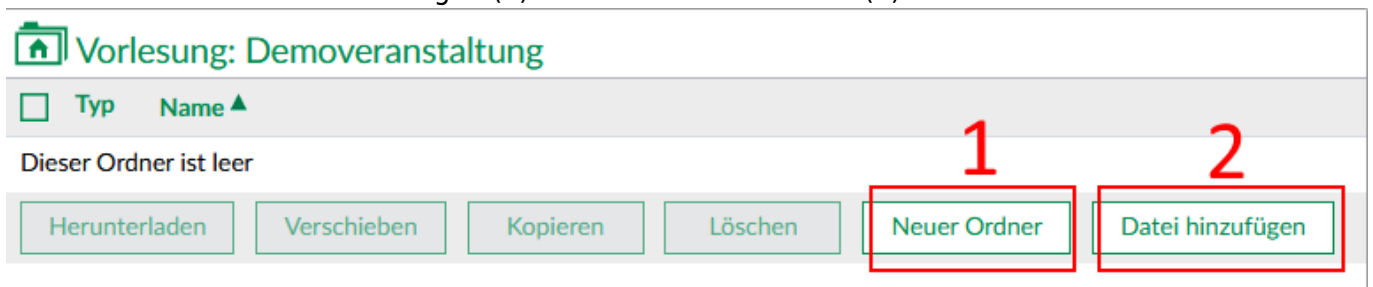 Vorlesung: Demoveranstaltung
Typ Name▲
1 2
Dieser Ordner ist leer
Herunterladen Verschieben Kopieren Löschen Neuer Ordner Datei hinzufügen